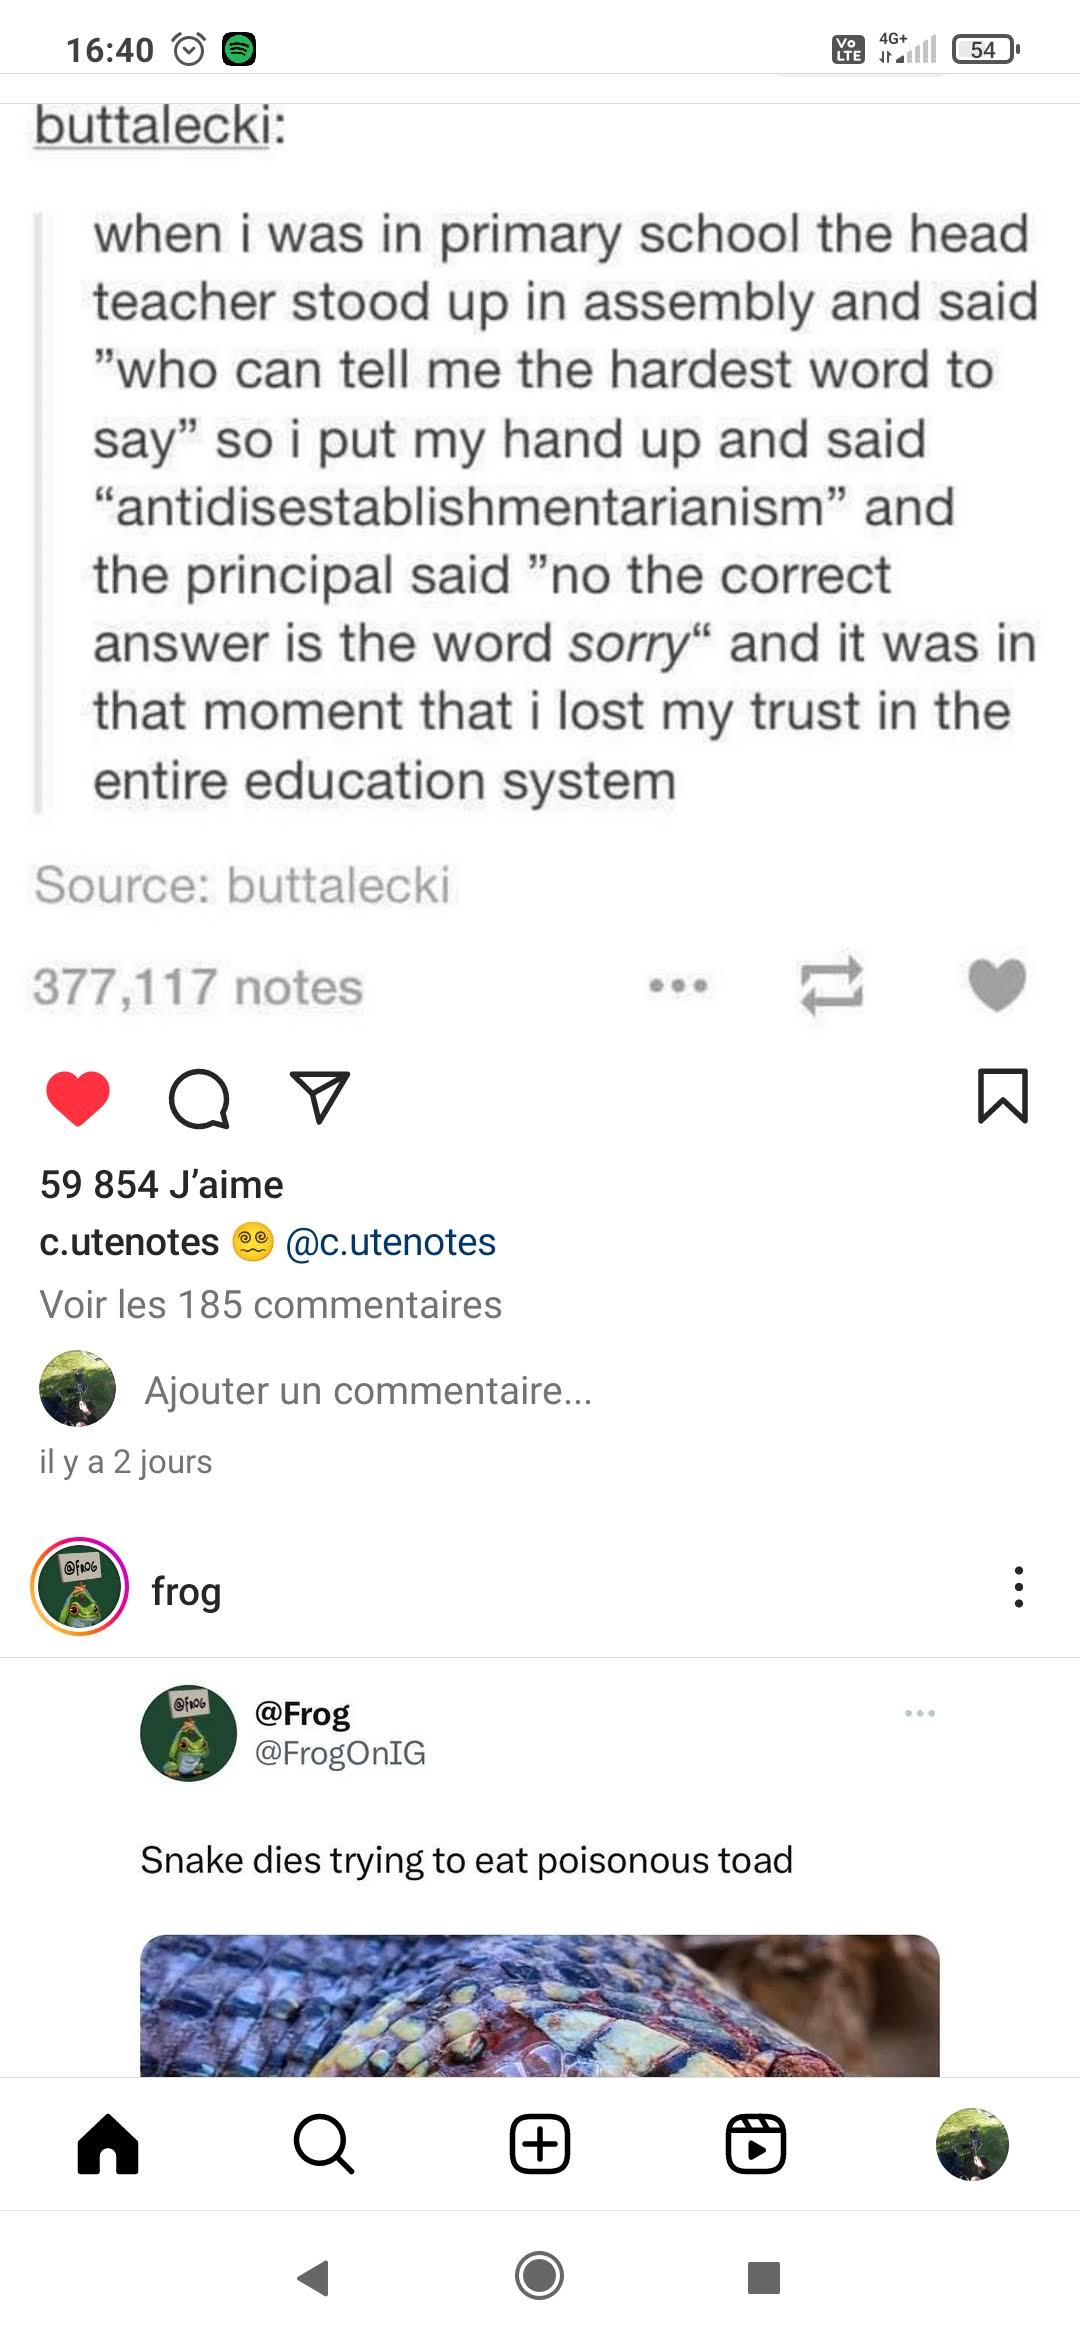 16:40
Vo LTE 4G+ 54
buttalecki:
when i was in primary school the head
teacher stood up in assembly and said
”who can tell me the hardest word to
say” so i put my hand up and said
“antidisestablishmentarianism” and
the principal said ”no the correct
answer is the word sorry“ and it was in
that moment that i lost my trust in the
entire education system
Source: buttalecki
377,117 notes
59 854 J’aime
c.utenotes 😵‍💫 @c.utenotes
Voir les 185 commentaires
Ajouter un commentaire...
il y a 2 jours
@FROG
frog
@FROG
@Frog
@FrogOnIG
Snake dies trying to eat poisonous toad